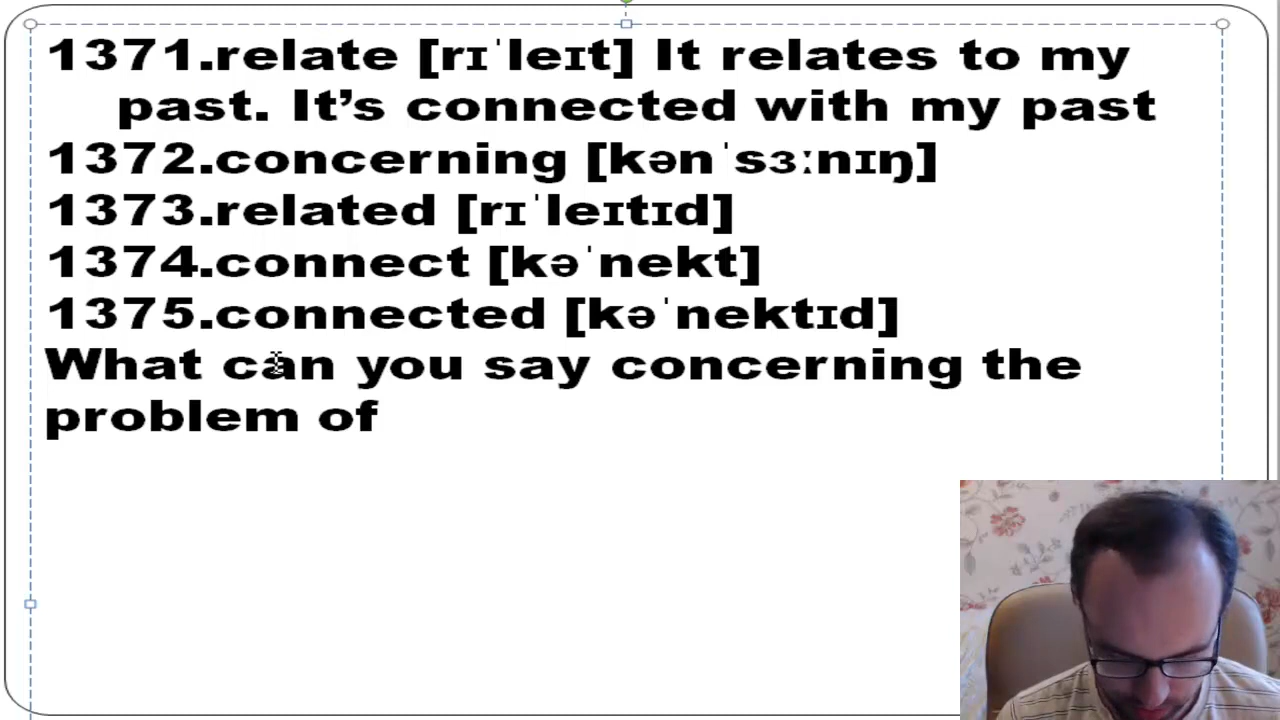 1371.relate [rɪˈleɪt] It relates to my
past. It’s connected with my past
1372.concerning [kənˈsɜːnɪŋ]
1373.related [rɪˈleɪtɪd]
1374.connect [kəˈnekt]
1375.connected [kəˈnektɪd]
What can you say concerning the
problem of